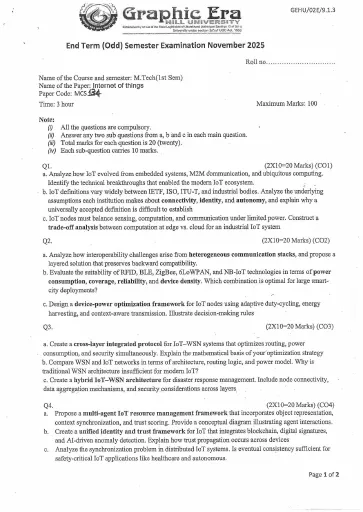 GEHU/02E/9.1.3
Graphic Era
HILL UNIVERSITY
End Term (Odd) Semester Examination November 2025
Roll no.................................
Name of the Course and semester: M.Tech(1st Sem)
Name of the Paper: Internet of things
Paper Code: MCS
Time: 3 hour Maximum Marks: 100
Note:
(i) All the questions are compulsory.
(ii) Answer any two sub questions from a, b and c in each main question.
(iii) Total marks for each question is 20 (twenty).
(iv) Each sub-question carries 10 marks.
Q1. (2X10=20 Marks) (CO1)
a. Analyze how IoT evolved from embedded systems, M2M communication, and ubiquitous computing.
Identify the technical breakthroughs that enabled the modern IoT ecosystem.
b. IoT definitions vary widely between IETF, ISO, ITU-T, and industrial bodies. Analyze the underlying
assumptions each institution makes about connectivity, identity, and autonomy, and explain why a
universally accepted definition is difficult to establish
c. IoT nodes must balance sensing, computation, and communication under limited power. Construct a
trade-off analysis between computation at edge vs. cloud for an industrial IoT system
Q2. (2X10=20 Marks) (CO2)
a. Analyze how interoperability challenges arise from heterogeneous communication stacks, and propose a
layered solution that preserves backward compatibility.
b. Evaluate the suitability of RFID, BLE, ZigBee, 6LoWPAN, and NB-IoT technologies in terms of power
consumption, coverage, reliability, and device density. Which combination is optimal for large smart-
city deployments?
c. Design a device-power optimization framework for IoT nodes using adaptive duty-cycling, energy
harvesting, and context-aware transmission. Illustrate decision-making rules
Q3. (2X10=20 Marks) (CO3)
a. Create a cross-layer integrated protocol for IoT–WSN systems that optimizes routing, power
consumption, and security simultaneously. Explain the mathematical basis of your optimization strategy
b. Compare WSN and IoT networks in terms of architecture, routing logic, and power model. Why is
traditional WSN architecture insufficient for modern IoT?
c. Create a hybrid IoT–WSN architecture for disaster response management. Include node connectivity,
data aggregation mechanisms, and security considerations across layers
Q4. (2X10=20 Marks) (CO4)
a. Propose a multi-agent IoT resource management framework that incorporates object representation,
context synchronization, and trust scoring. Provide a conceptual diagram illustrating agent interactions.
b. Create a unified identity and trust framework for IoT that integrates blockchain, digital signatures,
and AI-driven anomaly detection. Explain how trust propagation occurs across devices
c. Analyze the synchronization problem in distributed IoT systems. Is eventual consistency sufficient for
safety-critical IoT applications like healthcare and autonomous.
Page 1 of 2